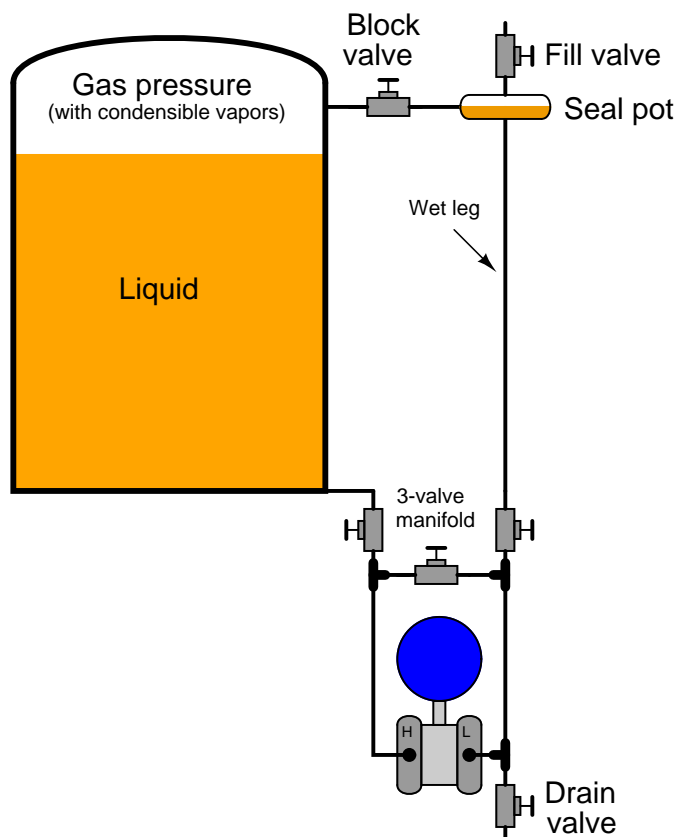 Block
valve
Fill valve
Gas pressure
(with condensible vapors)
Seal pot
Wet leg
Liquid
3-valve
manifold
H
L
Drain
valve